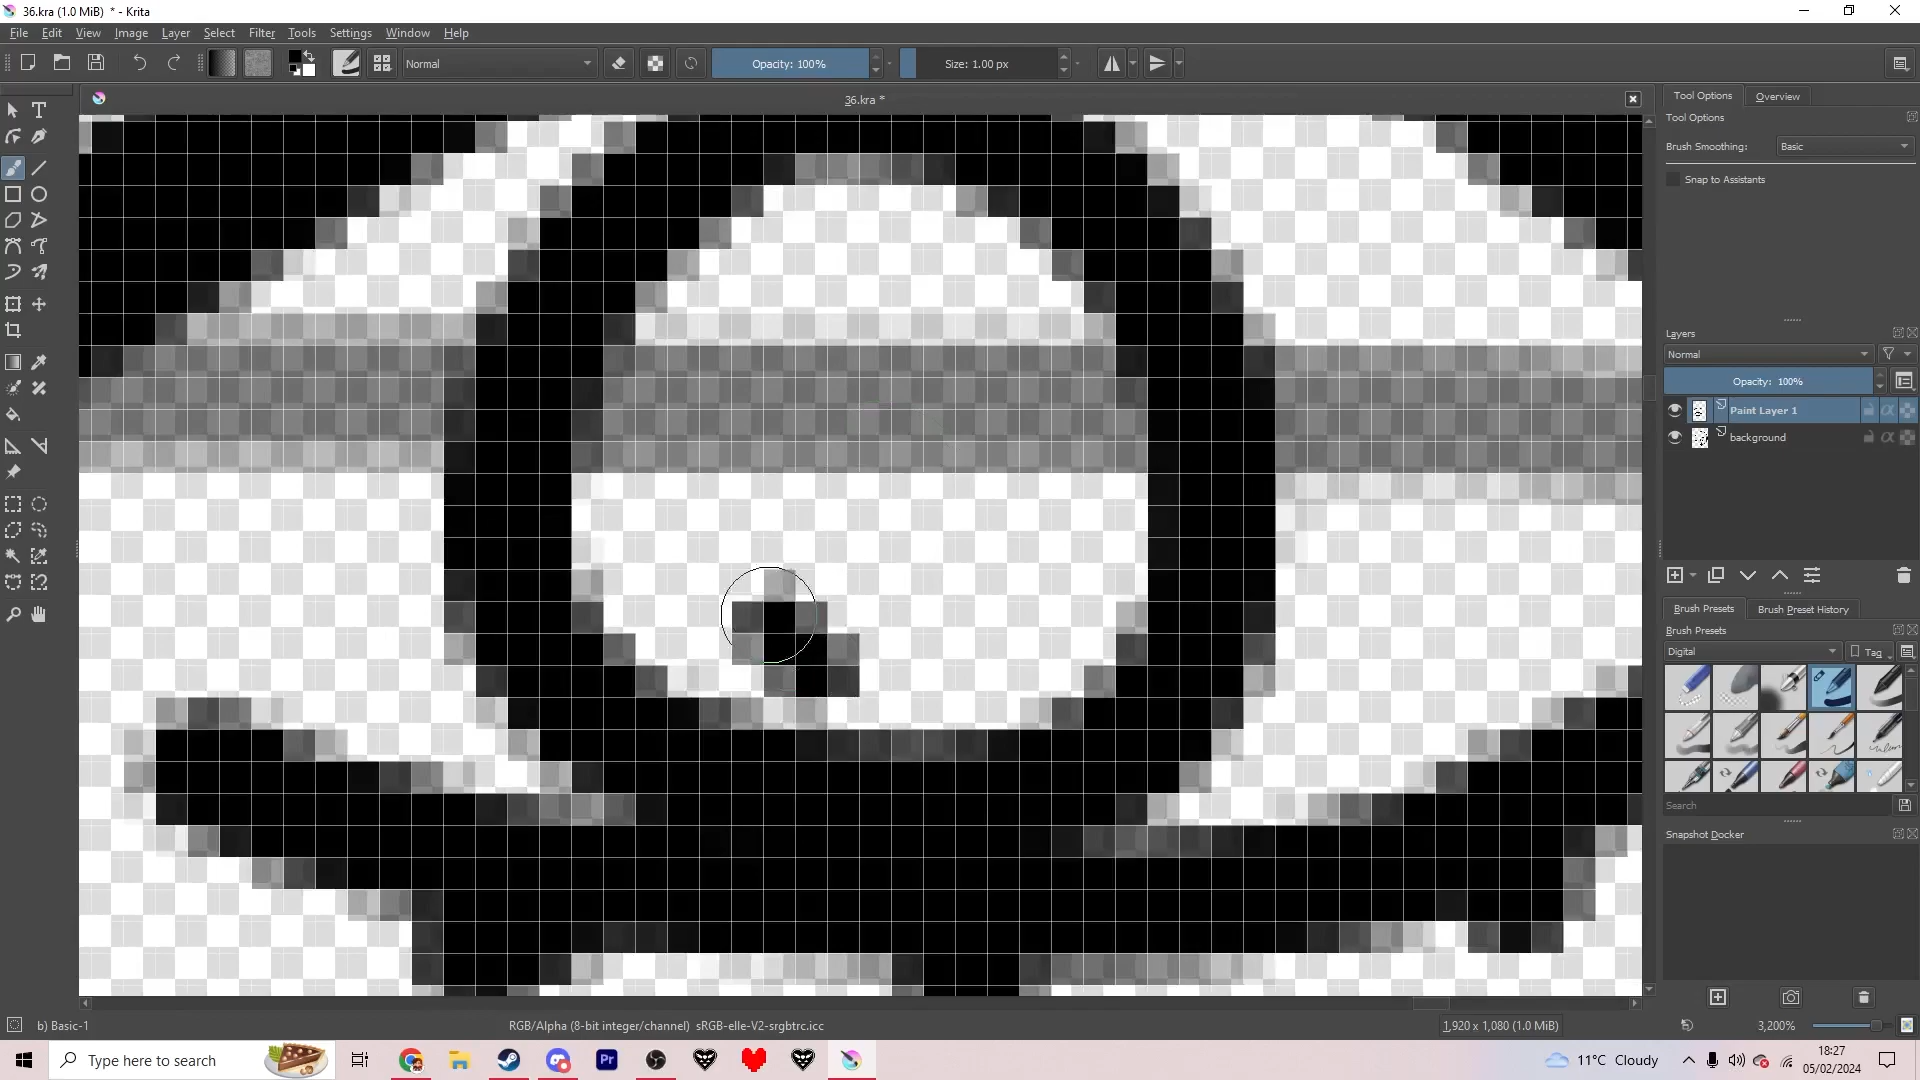 36.kra (1.0 MiB) * - Krita
File Edit View Image Layer Select Filter Tools Settings Window Help
Normal
Opacity: 100%
Size: 1.00 px
36.kra *
Tool Options Overview
Tool Options
Brush Smoothing: Basic
Snap to Assistants
Layers
Normal
Opacity: 100%
Paint Layer 1
background
Brush Presets Brush Preset History
Brush Presets
Digital Tag
Search
Snapshot Docker
b) Basic-1
RGB/Alpha (8-bit integer/channel) sRGB-elle-V2-srgbtrc.icc
1,920 x 1,080 (1.0 MiB)
3,200%
Type here to search
Pr
11°C Cloudy
18:27
05/02/2024